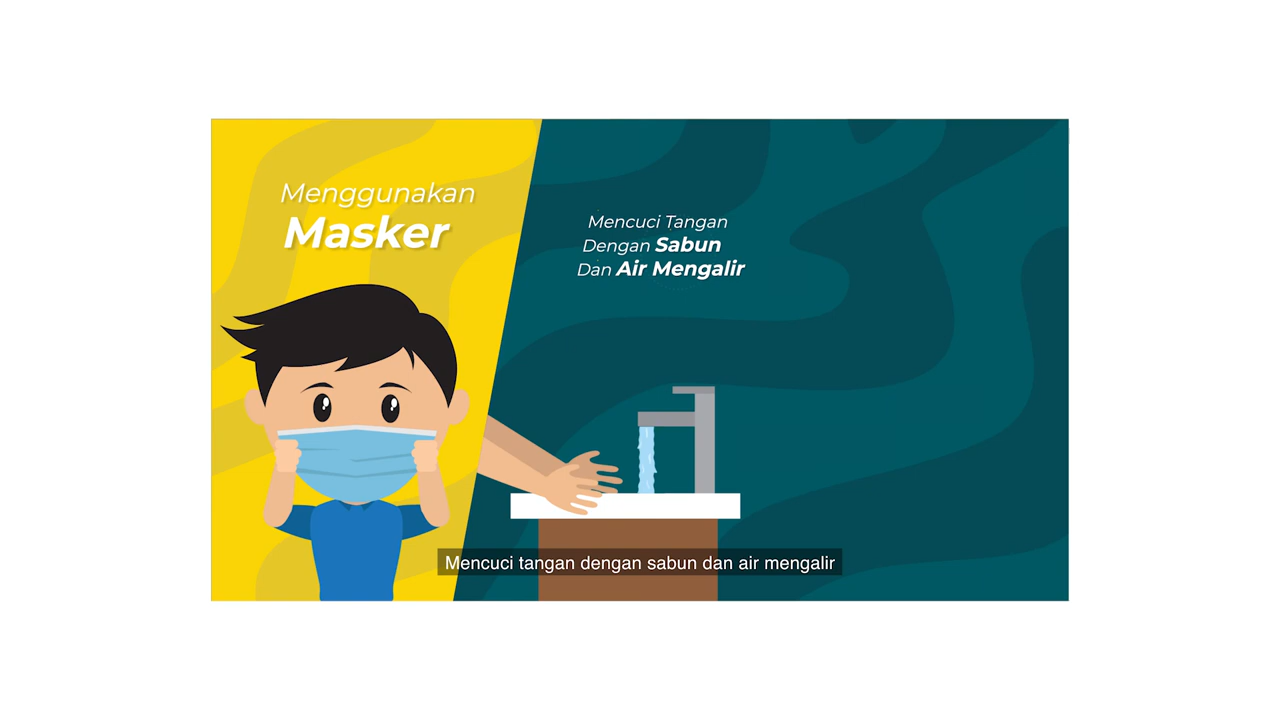 Menggunakan
Masker
Mencuci Tangan
Dengan Sabun
Dan Air Mengalir
Mencuci tangan dengan sabun dan air mengalir